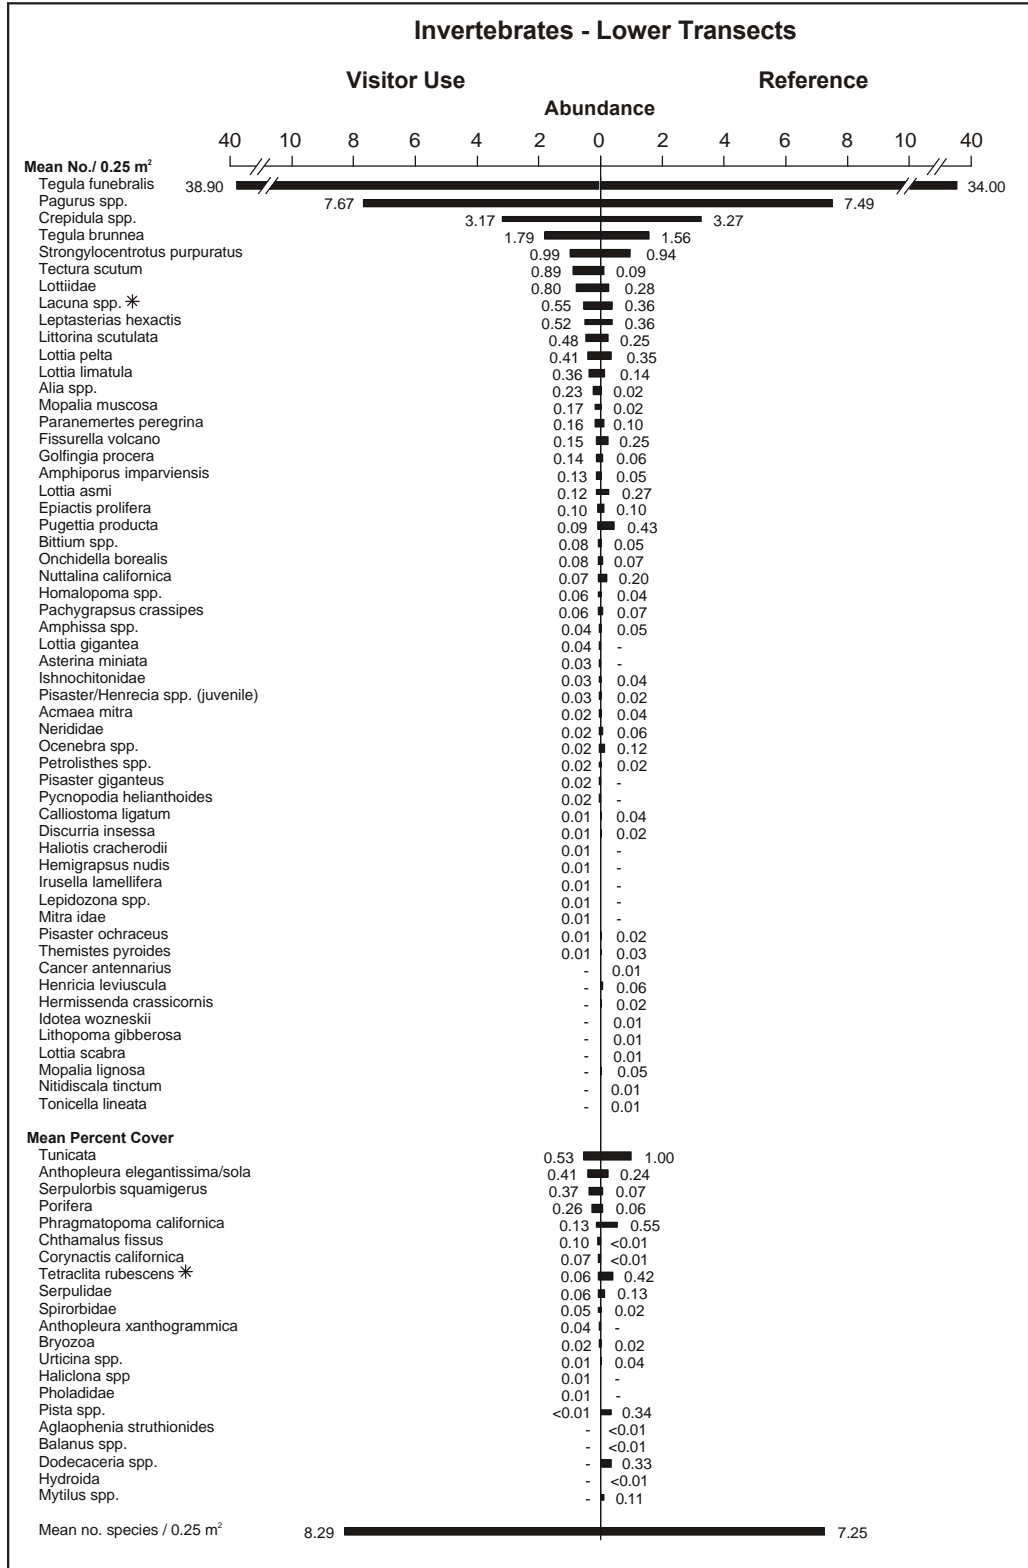 Invertebrates - Lower Transects
Visitor Use Reference
Abundance
40 10 8 6 4 2 0 2 4 6 8 10 40
Mean No./ 0.25 m²
Tegula funebralis 38.90 34.00
Pagurus spp. 7.67 7.49
Crepidula spp. 3.17 3.27
Tegula brunnea 1.79 1.56
Strongylocentrotus purpuratus 0.99 0.94
Tectura scutum 0.89 0.09
Lottiidae 0.80 0.28
Lacuna spp. * 0.55 0.36
Leptasterias hexactis 0.52 0.36
Littorina scutulata 0.48 0.25
Lottia pelta 0.41 0.35
Lottia limatula 0.36 0.14
Alia spp. 0.23 0.02
Mopalia muscosa 0.17 0.02
Paranemertes peregrina 0.16 0.10
Fissurella volcano 0.15 0.25
Golfingia procera 0.14 0.06
Amphiporus imparviensis 0.13 0.05
Lottia asmi 0.12 0.27
Epiactis prolifera 0.10 0.10
Pugettia producta 0.09 0.43
Bittium spp. 0.08 0.05
Onchidella borealis 0.08 0.07
Nuttalina californica 0.07 0.20
Homalopoma spp. 0.06 0.04
Pachygrapsus crassipes 0.06 0.07
Amphissa spp. 0.04 0.05
Lottia gigantea 0.04 -
Asterina miniata 0.03 -
Ishnochitonidae 0.03 0.04
Pisaster/Henrecia spp. (juvenile) 0.03 0.02
Acmaea mitra 0.02 0.04
Nerididae 0.02 0.06
Ocenebra spp. 0.02 0.12
Petrolisthes spp. 0.02 0.02
Pisaster giganteus 0.02 -
Pycnopodia helianthoides 0.02 -
Calliostoma ligatum 0.01 0.04
Discurria insessa 0.01 0.02
Haliotis cracherodii 0.01 -
Hemigrapsus nudis 0.01 -
Irusella lamellifera 0.01 -
Lepidozona spp. 0.01 -
Mitra idae 0.01 -
Pisaster ochraceus 0.01 0.02
Themistes pyroides 0.01 0.03
Cancer antennarius - 0.01
Henricia leviuscula - 0.06
Hermissenda crassicornis - 0.02
Idotea wozneskii - 0.01
Lithopoma gibberosa - 0.01
Lottia scabra - 0.01
Mopalia lignosa - 0.05
Nitidiscala tinctum - 0.01
Tonicella lineata - 0.01
Mean Percent Cover
Tunicata 0.53 1.00
Anthopleura elegantissima/sola 0.41 0.24
Serpulorbis squamigerus 0.37 0.07
Porifera 0.26 0.06
Phragmatopoma californica 0.13 0.55
Chthamalus fissus 0.10 <0.01
Corynactis californica 0.07 <0.01
Tetraclita rubescens * 0.06 0.42
Serpulidae 0.06 0.13
Spirorbidae 0.05 0.02
Anthopleura xanthogrammica 0.04 -
Bryozoa 0.02 0.02
Urticina spp. 0.01 0.04
Haliclona spp 0.01 -
Pholadidae 0.01 -
Pista spp. <0.01 0.34
Aglaophenia struthionides - <0.01
Balanus spp. - <0.01
Dodecaceria spp. - 0.33
Hydroida - <0.01
Mytilus spp. - 0.11
Mean no. species / 0.25 m² 8.29 7.25